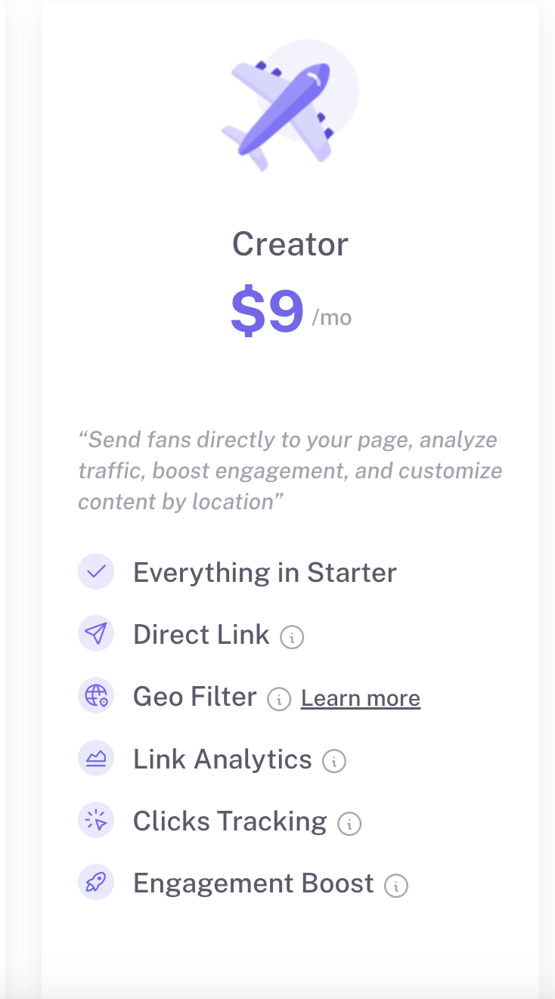 Creator
$9 /mo
“Send fans directly to your page, analyze
traffic, boost engagement, and customize
content by location”
Everything in Starter
Direct Link
Geo Filter Learn more
Link Analytics
Clicks Tracking
Engagement Boost